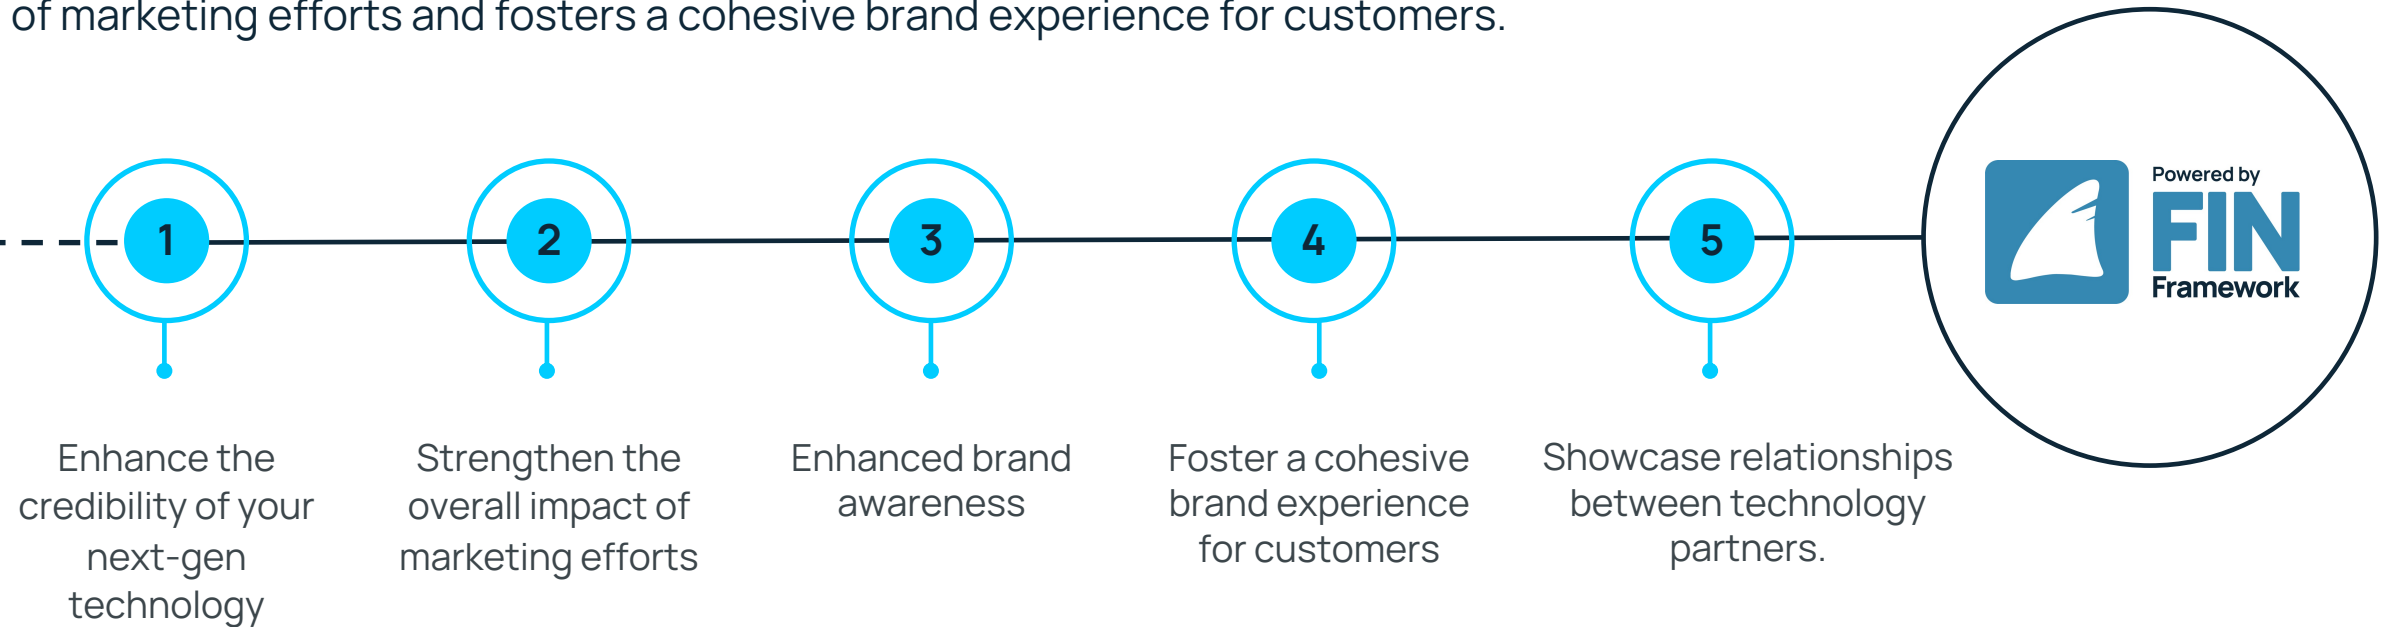 of marketing efforts and fosters a cohesive brand experience for customers.
1
2
3
4
5
Powered by
FIN
Framework
Enhance the
credibility of your
next-gen
technology
Strengthen the
overall impact of
marketing efforts
Enhanced brand
awareness
Foster a cohesive
brand experience
for customers
Showcase relationships
between technology
partners.